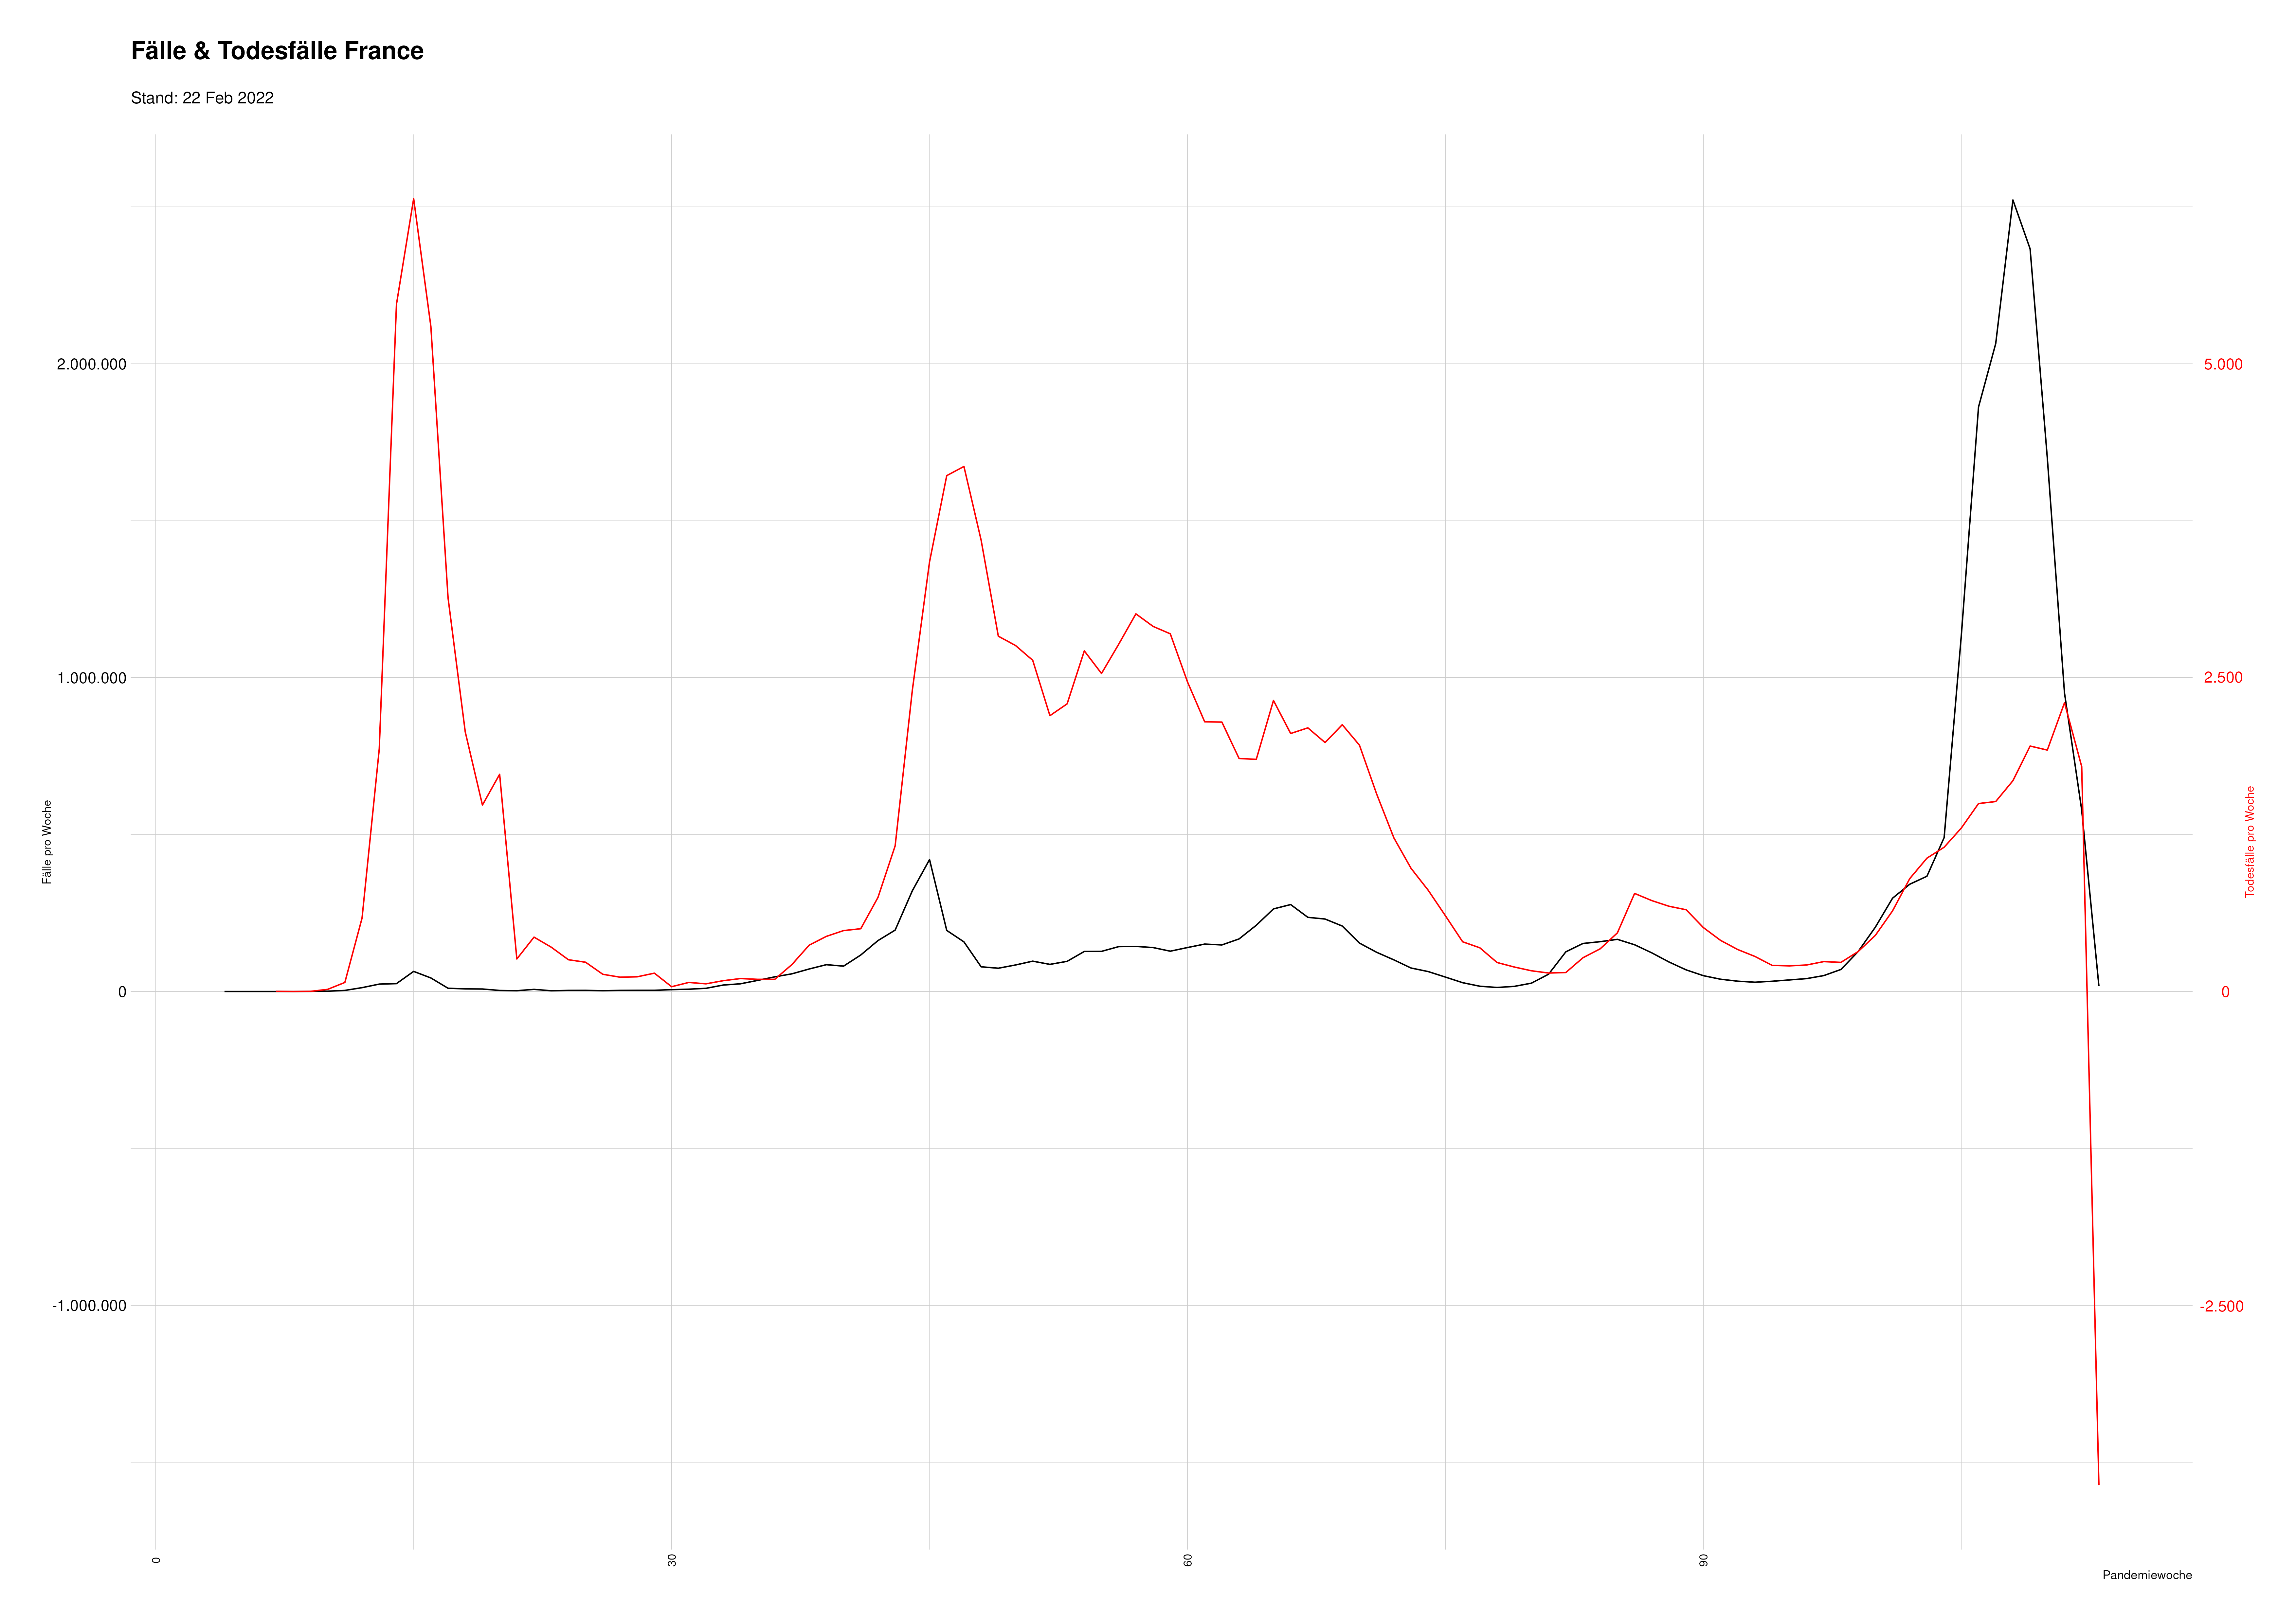 Fälle & Todesfälle France
Stand: 22 Feb 2022
2.000.000
1.000.000
0
-1.000.000
Fälle pro Woche
5.000
2.500
0
-2.500
Todesfälle pro Woche
0
30
60
90
Pandemiewoche